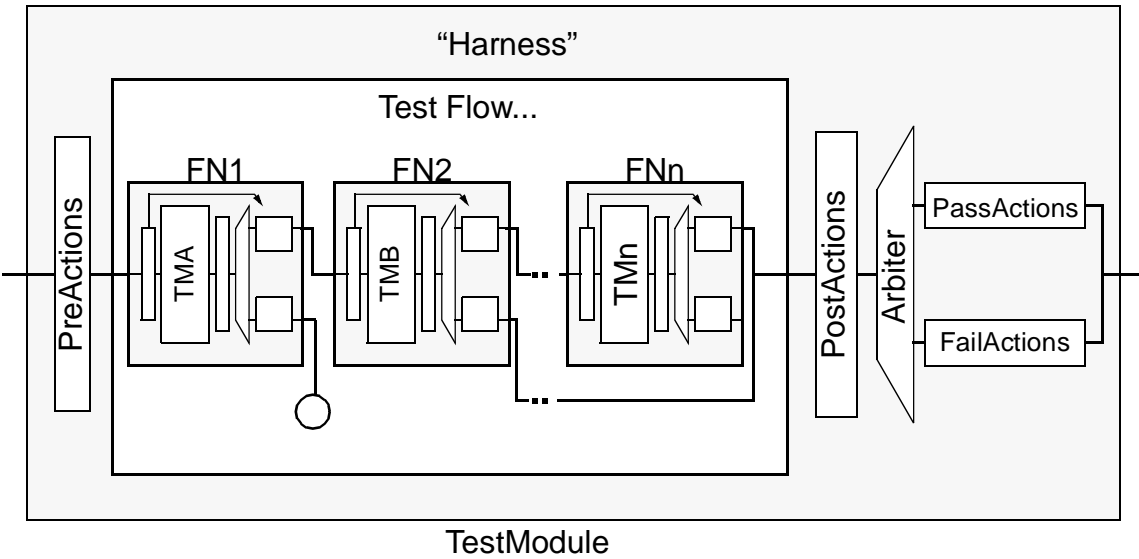 “Harness”
Test Flow...
FN1
FN2
FNn
PreActions
TMA
TMB
TMn
PostActions
Arbiter
PassActions
FailActions
TestModule